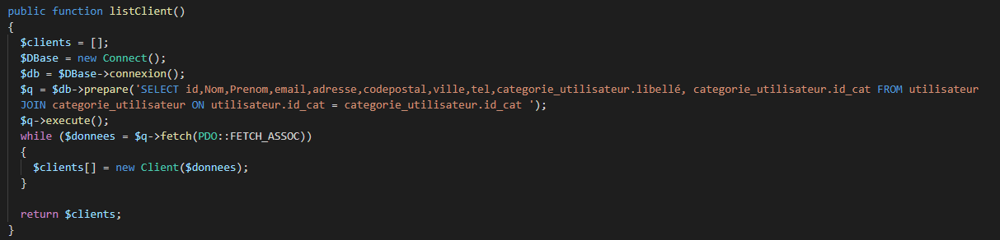 public function listClient()
{
$clients = [];
$DBase = new Connect();
$db = $DBase->connexion();
$q = $db->prepare('SELECT id,Nom,Prenom,email,adresse,codepostal,ville,tel,categorie_utilisateur.libellé, categorie_utilisateur.id_cat FROM utilisateur
JOIN categorie_utilisateur ON utilisateur.id_cat = categorie_utilisateur.id_cat ');
$q->execute();
while ($donnees = $q->fetch(PDO::FETCH_ASSOC))
{
$clients[] = new Client($donnees);
}
return $clients;
}